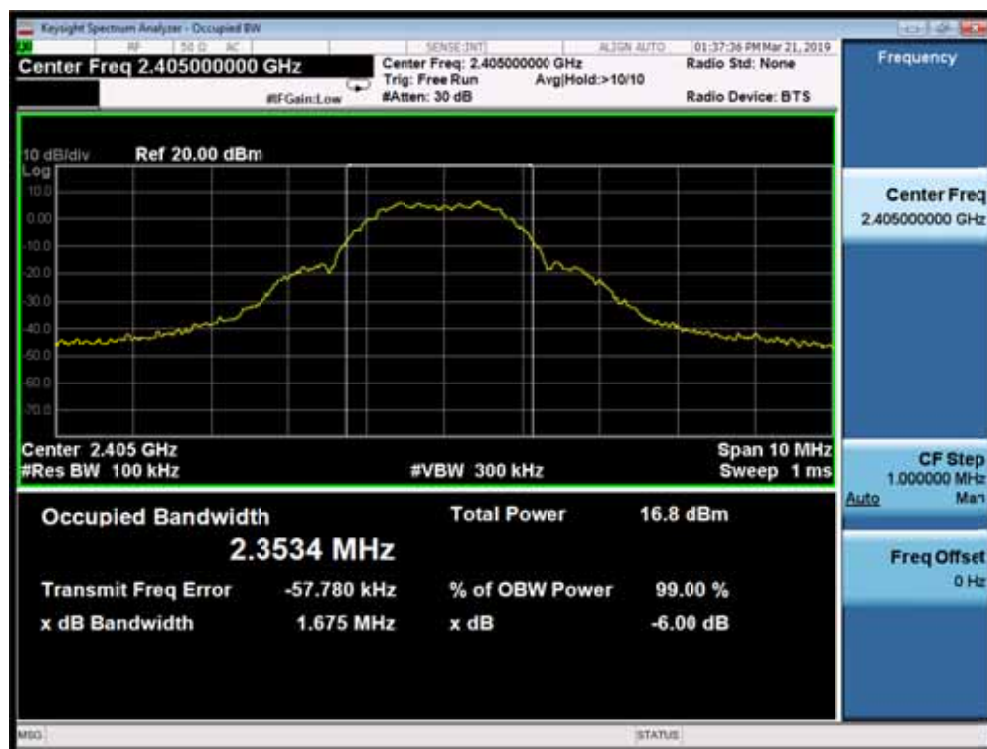 Keysight Spectrum Analyzer - Occupied BW
RF 50 Ω AC SENSE:INT ALIGN AUTO 01:37:36 PM Mar 21, 2019
Center Freq 2.405000000 GHz
Center Freq: 2.405000000 GHz Radio Std: None
Trig: Free Run Avg|Hold:>10/10
#IFGain:Low #Atten: 30 dB Radio Device: BTS
10 dB/div Ref 20.00 dBm
Log
10.0
0.00
-10.0
-20.0
-30.0
-40.0
-50.0
-60.0
-70.0
Center 2.405 GHz Span 10 MHz
#Res BW 100 kHz #VBW 300 kHz Sweep 1 ms
Occupied Bandwidth Total Power 16.8 dBm
2.3534 MHz
Transmit Freq Error -57.780 kHz % of OBW Power 99.00 %
x dB Bandwidth 1.675 MHz x dB -6.00 dB
Frequency
Center Freq
2.405000000 GHz
CF Step
1.000000 MHz
Auto Man
Freq Offset
0 Hz
MSG STATUS